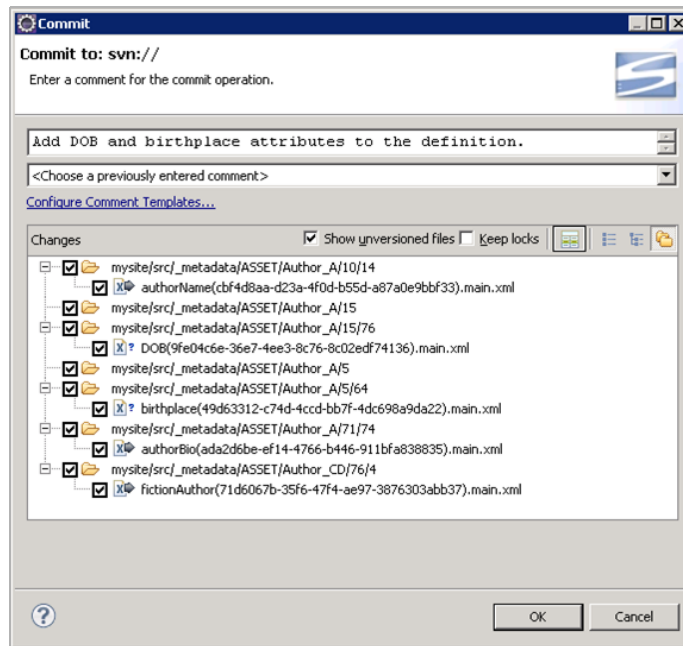 Commit
Commit to: svn://
Enter a comment for the commit operation.
Add DOB and birthplace attributes to the definition.
<Choose a previously entered comment>
Configure Comment Templates...
Changes Show unversioned files Keep locks
mysite/src/_metadata/ASSET/Author_A/10/14
authorName(cbf4d8aa-d23a-4f0d-b55d-a87a0e9bbf33).main.xml
mysite/src/_metadata/ASSET/Author_A/15
mysite/src/_metadata/ASSET/Author_A/15/76
DOB(9fe04c6e-36e7-4ee3-8c76-8c02edf74136).main.xml
mysite/src/_metadata/ASSET/Author_A/5
mysite/src/_metadata/ASSET/Author_A/5/64
birthplace(49d63312-c74d-4ccd-bb7f-4dc698a9da22).main.xml
mysite/src/_metadata/ASSET/Author_A/71/74
authorBio(ada2d6be-ef14-4766-b446-911bfa838835).main.xml
mysite/src/_metadata/ASSET/Author_CD/76/4
fictionAuthor(71d6067b-35f6-47f4-ae97-3876303abb37).main.xml
OK Cancel